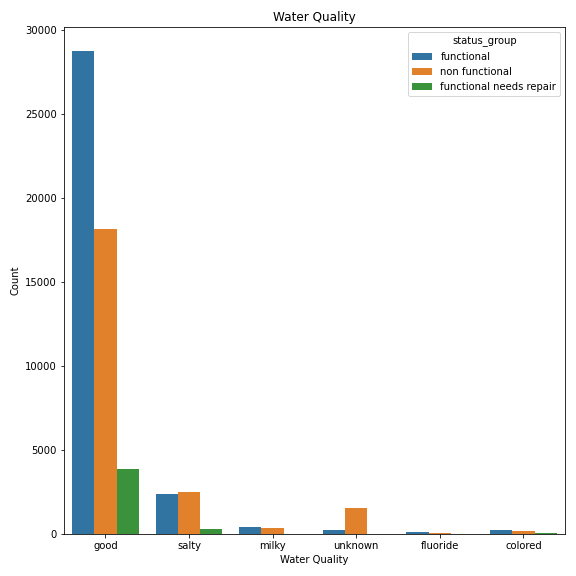 Water Quality
status_group
functional
non functional
functional needs repair
30000
25000
20000
15000
10000
5000
0
Count
good salty milky unknown fluoride colored
Water Quality